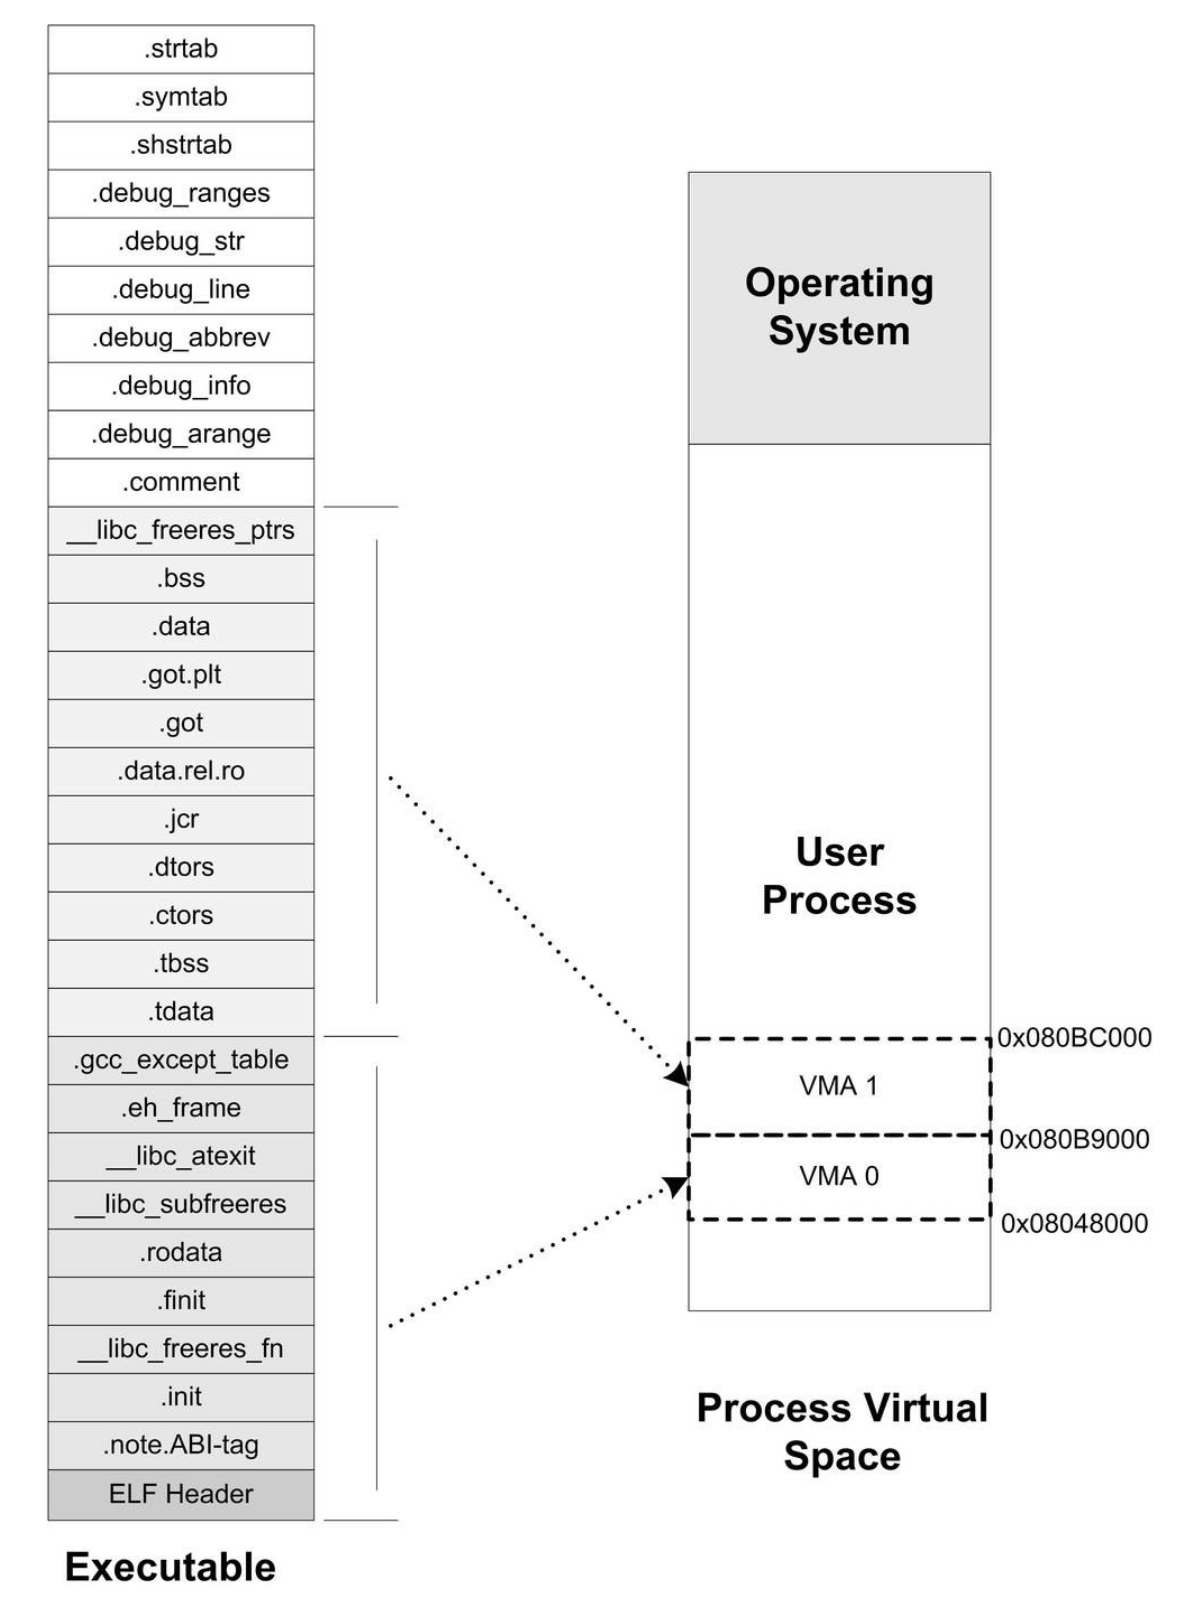 .strtab
.symtab
.shstrtab
.debug_ranges
.debug_str
.debug_line
.debug_abbrev
.debug_info
.debug_arange
.comment
__libc_freeres_ptrs
.bss
.data
.got.plt
.got
.data.rel.ro
.jcr
.dtors
.ctors
.tbss
.tdata
.gcc_except_table
.eh_frame
__libc_atexit
__libc_subfreeres
.rodata
.finit
__libc_freeres_fn
.init
.note.ABI-tag
ELF Header
Executable
Operating
System
User
Process
0x080BC000
VMA 1
0x080B9000
VMA 0
0x08048000
Process Virtual
Space